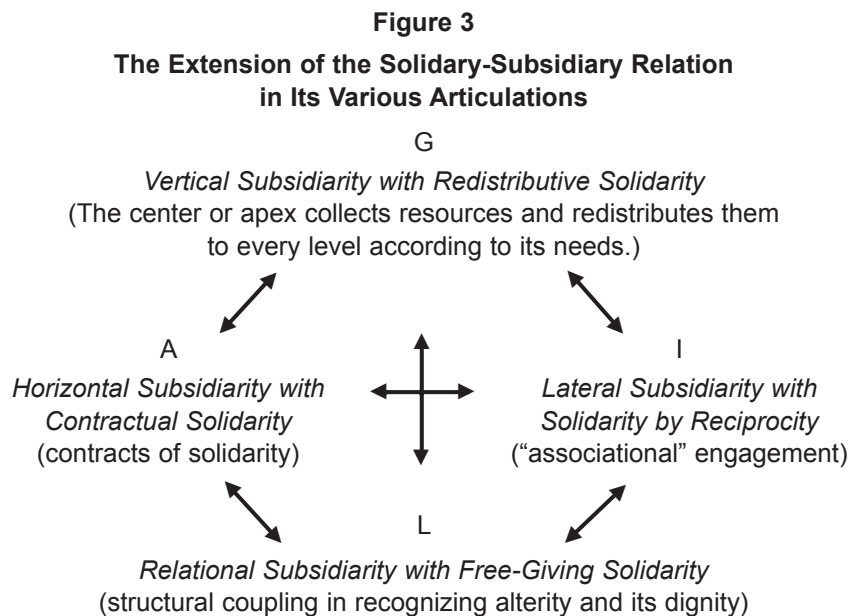 Figure 3
The Extension of the Solidary-Subsidiary Relation
in Its Various Articulations
G
Vertical Subsidiarity with Redistributive Solidarity
(The center or apex collects resources and redistributes them
to every level according to its needs.)
A
Horizontal Subsidiarity with
Contractual Solidarity
(contracts of solidarity)
I
Lateral Subsidiarity with
Solidarity by Reciprocity
(“associational” engagement)
L
Relational Subsidiarity with Free-Giving Solidarity
(structural coupling in recognizing alterity and its dignity)